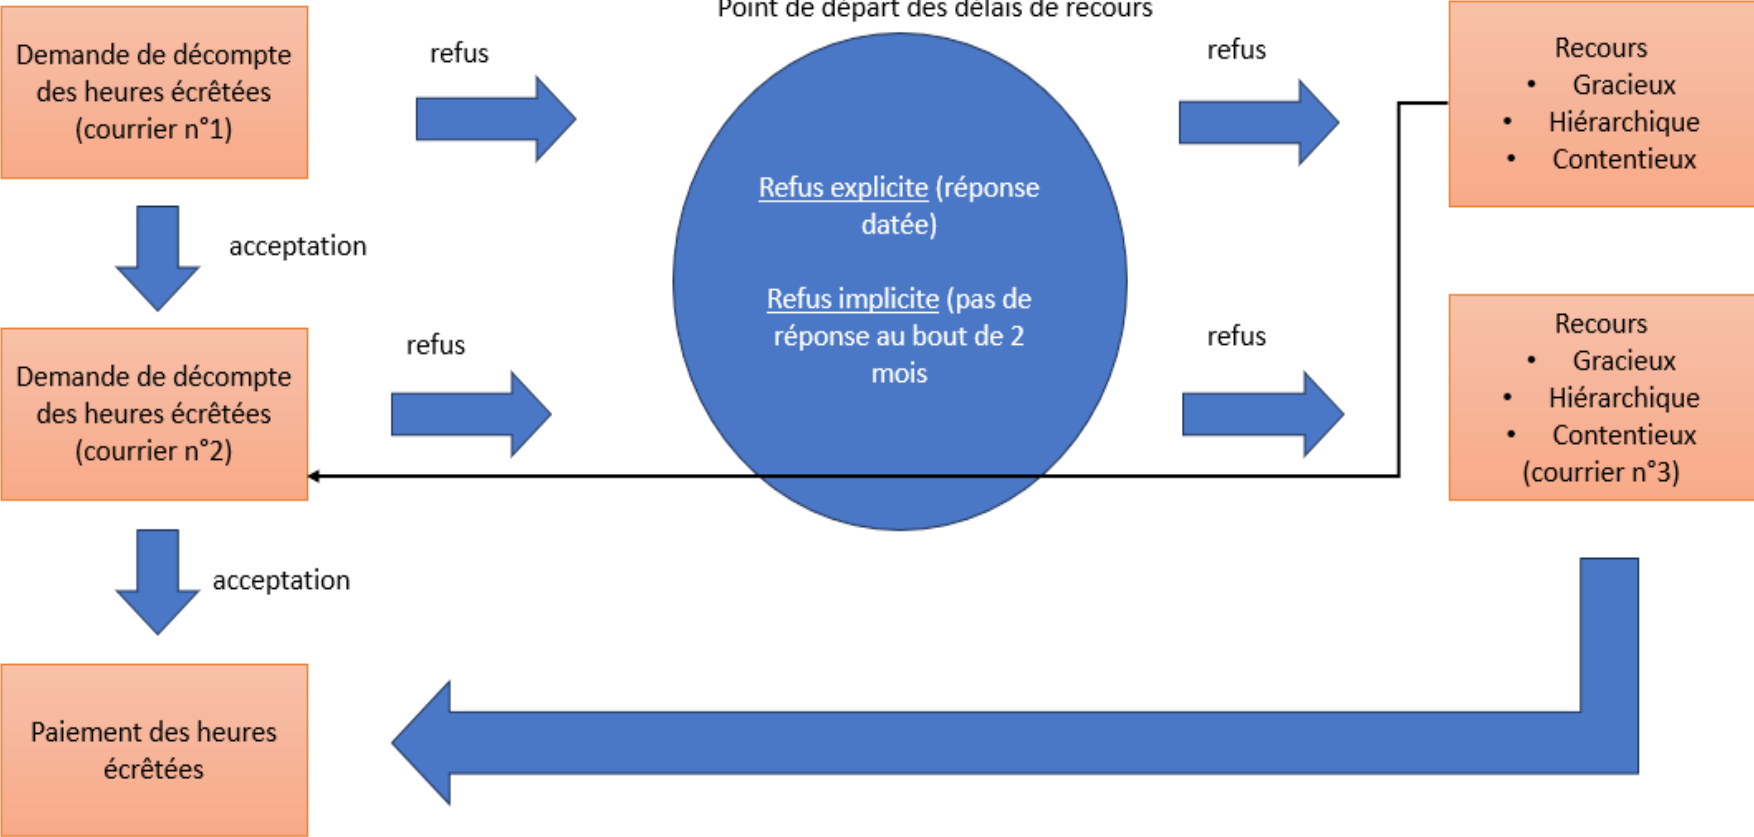 Point de départ des délais de recours
Demande de décompte
des heures écrêtées
(courrier n°1)
refus
refus
Recours
• Gracieux
• Hiérarchique
• Contentieux
Refus explicite (réponse
datée)
Refus implicite (pas de
réponse au bout de 2
mois
acceptation
Demande de décompte
des heures écrêtées
(courrier n°2)
refus
refus
Recours
• Gracieux
• Hiérarchique
• Contentieux
(courrier n°3)
acceptation
Paiement des heures
écrêtées